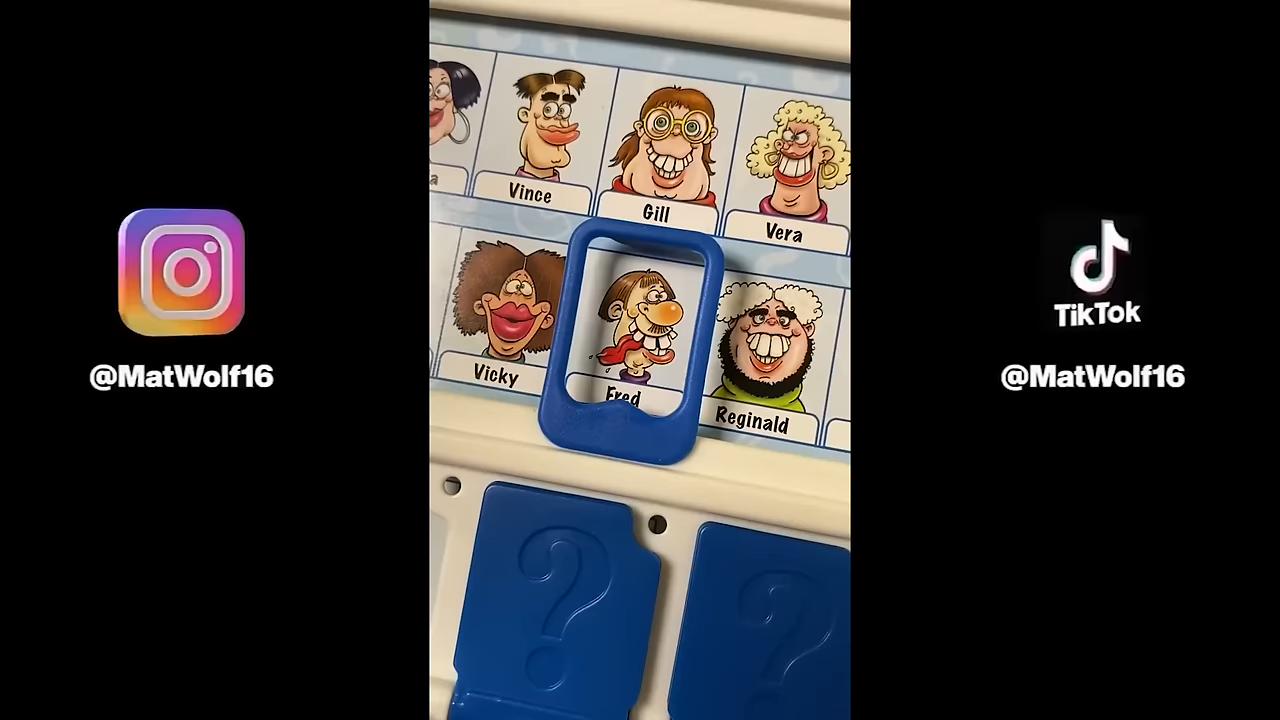 Vince
Gill
Vera
a
Vicky
Fred
Reginald
?
?
@MatWolf16
TikTok
@MatWolf16